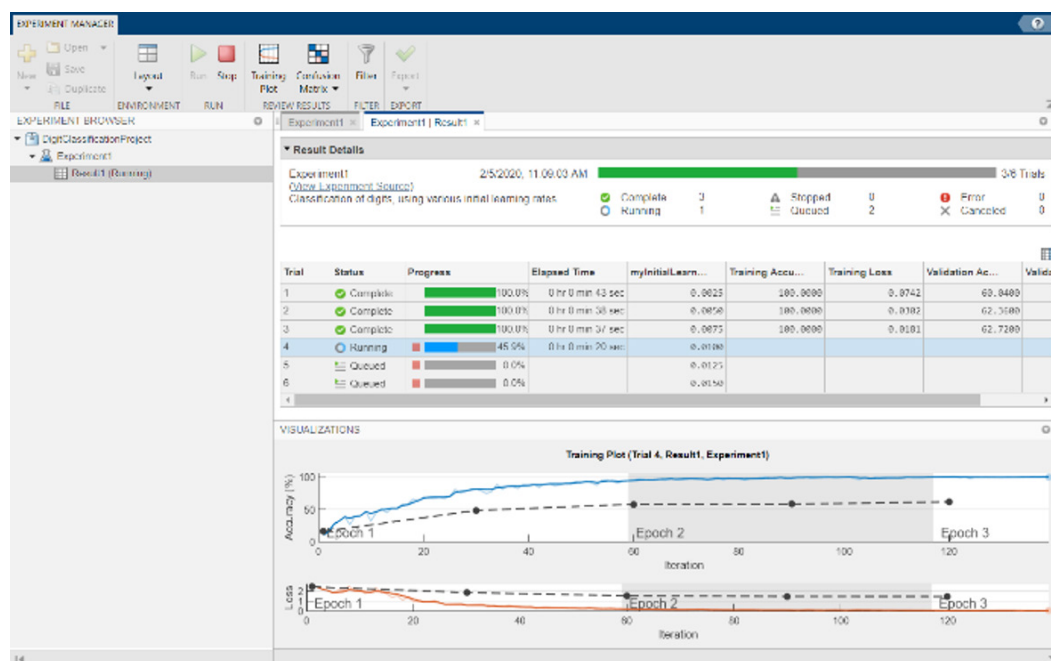 EXPERIMENT MANAGER
?
New
Open
Save
Duplicate
Layout
Run
Stop
Training Plot
Confusion Matrix
Filter
Export
FILE
ENVIRONMENT
RUN
REVIEW RESULTS
FILTER
EXPORT
EXPERIMENT BROWSER
DigitClassificationProject
Experiment1
Result1 (Running)
Experiment1 ×
Experiment1 | Result1 ×
Result Details
Experiment1 2/5/2020, 11:09:03 AM 3/6 Trials
(View Experiment Source)
Classification of digits, using various initial learning rates
Complete 3 Stopped 0 Error 0
Running 1 Queued 2 Canceled 0
Trial Status Progress Elapsed Time myInitialLearn... Training Accu... Training Loss Validation Ac... Valida
1 Complete 100.0% 0 hr 0 min 43 sec 0.0025 100.0000 0.0742 60.0400
2 Complete 100.0% 0 hr 0 min 38 sec 0.0050 100.0000 0.0302 62.3600
3 Complete 100.0% 0 hr 0 min 37 sec 0.0075 100.0000 0.0181 62.7200
4 Running 45.9% 0 hr 0 min 20 sec 0.0100
5 Queued 0.0% 0.0125
6 Queued 0.0% 0.0150
VISUALIZATIONS
Training Plot (Trial 4, Result1, Experiment1)
Accuracy (%)
100
50
0
Epoch 1 Epoch 2 Epoch 3
0 20 40 60 80 100 120
Iteration
Loss
2
1
0
Epoch 1 Epoch 2 Epoch 3
0 20 40 60 80 100 120
Iteration